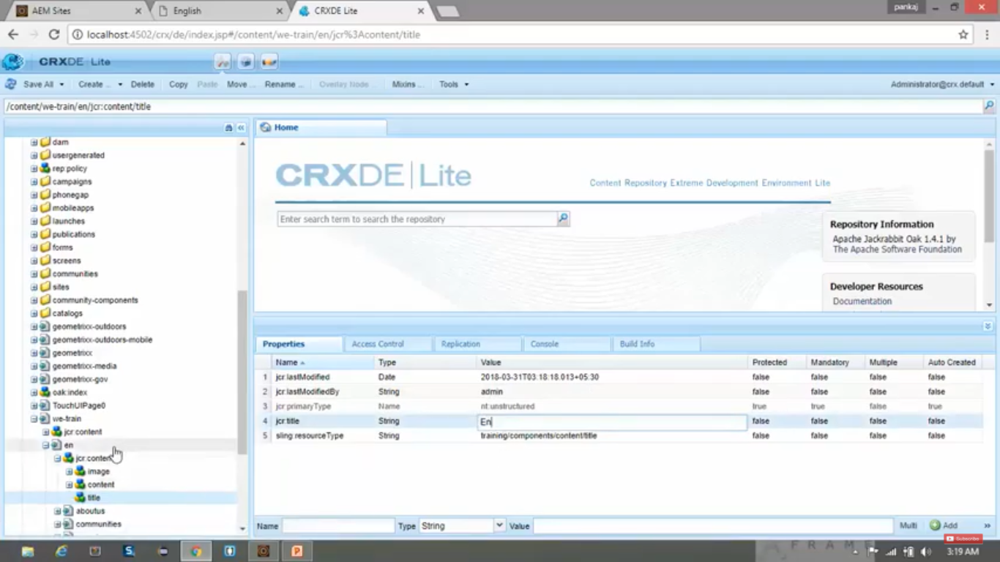 AEM Sites
English
CRXDE Lite
pankaj
localhost:4502/crx/de/index.jsp#/content/we-train/en/jcr%3Acontent/title
CRXDE Lite
Save All
Create ...
Delete
Copy
Paste
Move ...
Rename ...
Overlay Node ...
Mixins ...
Tools
Administrator@crx.default
/content/we-train/en/jcr:content/title
dam
usergenerated
rep:policy
campaigns
phonegap
mobileapps
launches
publications
forms
screens
communities
sites
community-components
catalogs
geometrixx-outdoors
geometrixx-outdoors-mobile
geometrixx
geometrixx-media
geometrixx-gov
oak:index
TouchUIPage0
we-train
jcr:content
en
jcr:content
image
content
title
aboutus
communities
Home
CRXDE Lite
Content Repository Extreme Development Environment Lite
Enter search term to search the repository
Repository Information
Apache Jackrabbit Oak 1.4.1 by
The Apache Software Foundation
Developer Resources
Documentation
Properties Access Control Replication Console Build Info
Name Type Value Protected Mandatory Multiple Auto Created
1 jcr:lastModified Date 2018-03-31T03:18:18.013+05:30 false false false false
2 jcr:lastModifiedBy String admin false false false false
3 jcr:primaryType Name nt:unstructured true true false true
4 jcr:title String En false false false false
5 sling:resourceType String training/components/content/title false false false false
Name Type String Value Multi Add »
FRAME
Subscribe
3:19 AM